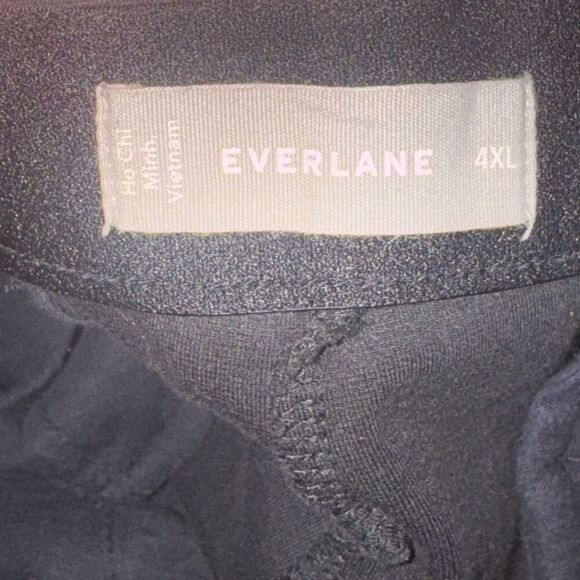 Ho Chi
Minh.
Vietnam
EVERLANE
4XL